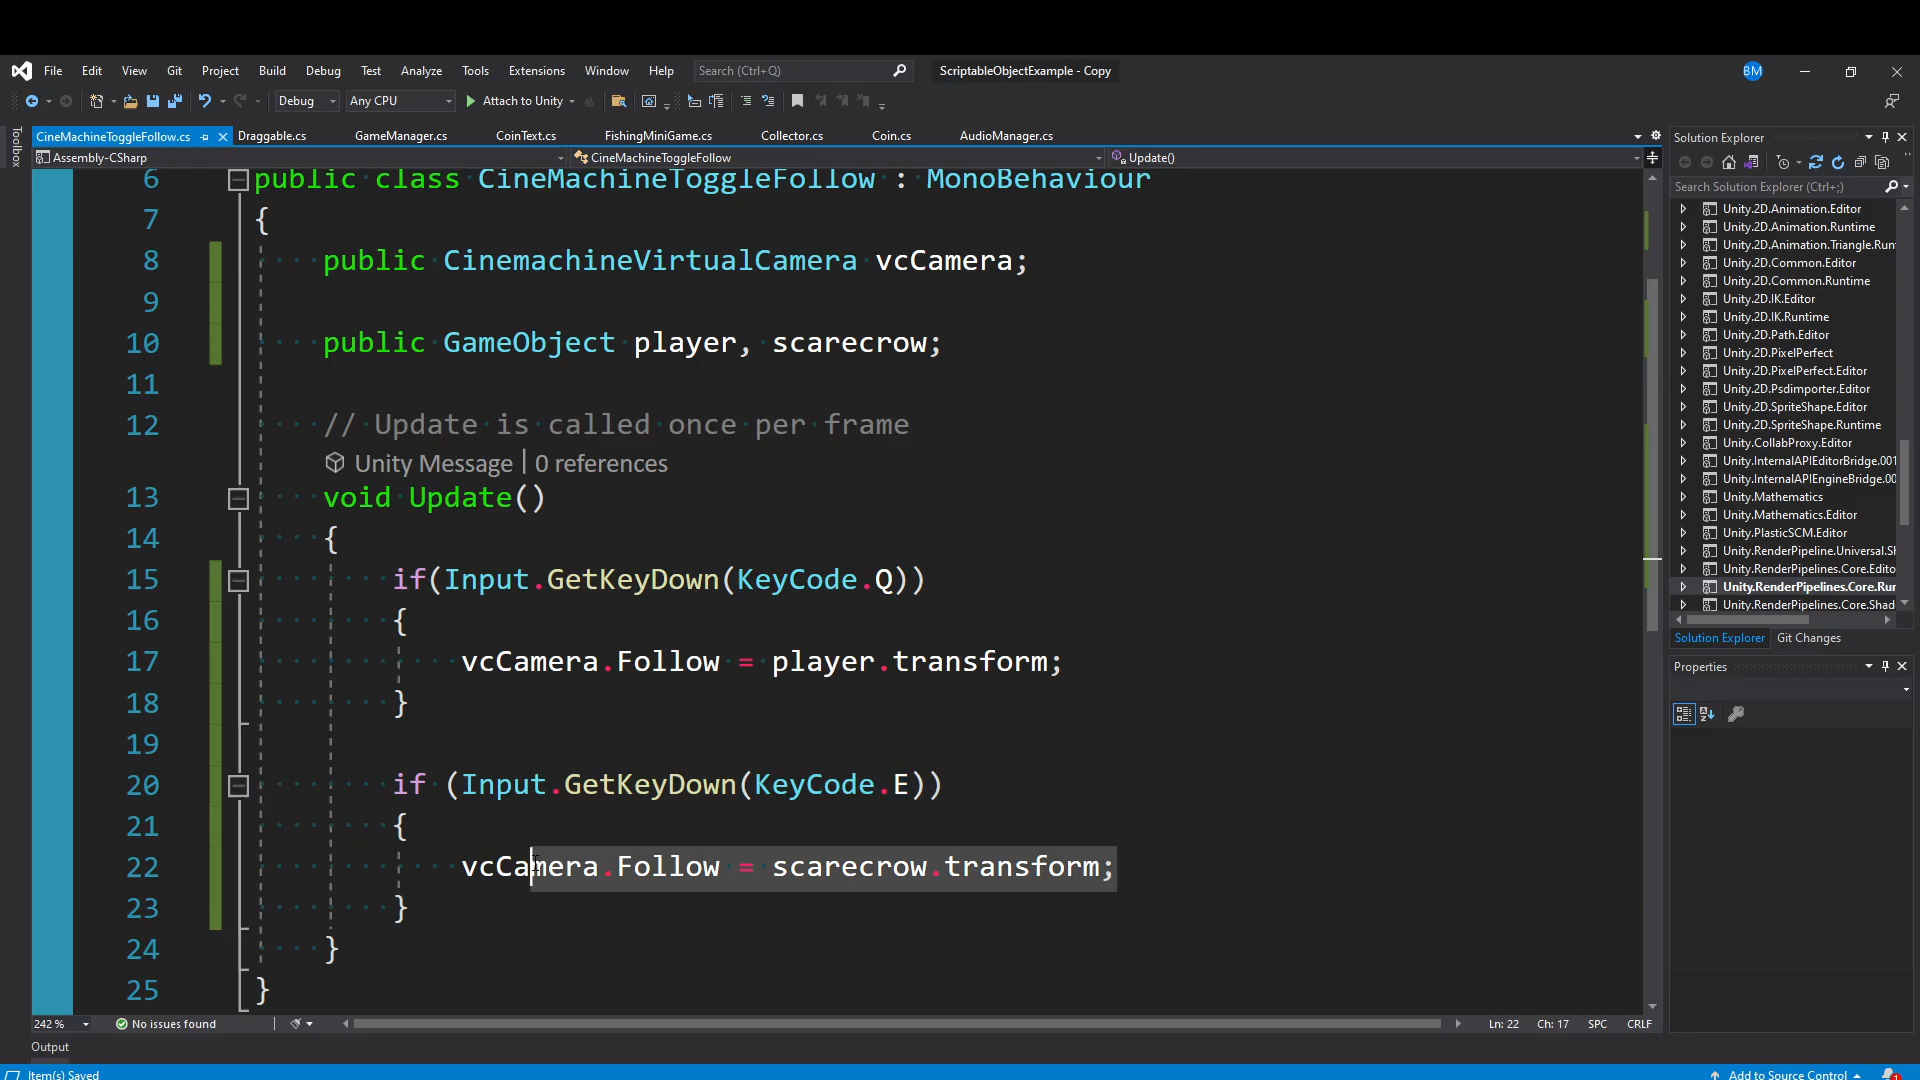 File Edit View Git Project Build Debug Test Analyze Tools Extensions Window Help Search (Ctrl+Q) ScriptableObjectExample - Copy BM
Debug Any CPU Attach to Unity
Toolbox
CineMachineToggleFollow.cs Draggable.cs GameManager.cs CoinText.cs FishingMiniGame.cs Collector.cs Coin.cs AudioManager.cs
Assembly-CSharp CineMachineToggleFollow Update()
6 public class CineMachineToggleFollow : MonoBehaviour
7 {
8 public CinemachineVirtualCamera vcCamera;
9
10 public GameObject player, scarecrow;
11
12 // Update is called once per frame
Unity Message | 0 references
13 void Update()
14 {
15 if(Input.GetKeyDown(KeyCode.Q))
16 {
17 vcCamera.Follow = player.transform;
18 }
19
20 if (Input.GetKeyDown(KeyCode.E))
21 {
22 vcCamera.Follow = scarecrow.transform;
23 }
24 }
25 }
242 % No issues found Ln: 22 Ch: 17 SPC CRLF
Output
Item(s) Saved
Add to Source Control 1
Solution Explorer
Search Solution Explorer (Ctrl+;)
Unity.2D.Animation.Editor
Unity.2D.Animation.Runtime
Unity.2D.Animation.Triangle.Run
Unity.2D.Common.Editor
Unity.2D.Common.Runtime
Unity.2D.IK.Editor
Unity.2D.IK.Runtime
Unity.2D.Path.Editor
Unity.2D.PixelPerfect
Unity.2D.PixelPerfect.Editor
Unity.2D.Psdimporter.Editor
Unity.2D.SpriteShape.Editor
Unity.2D.SpriteShape.Runtime
Unity.CollabProxy.Editor
Unity.InternalAPIEditorBridge.001
Unity.InternalAPIEngineBridge.00
Unity.Mathematics
Unity.Mathematics.Editor
Unity.PlasticSCM.Editor
Unity.RenderPipeline.Universal.Sh
Unity.RenderPipelines.Core.Edito
Unity.RenderPipelines.Core.Run
Unity.RenderPipelines.Core.Shad
Solution Explorer Git Changes
Properties